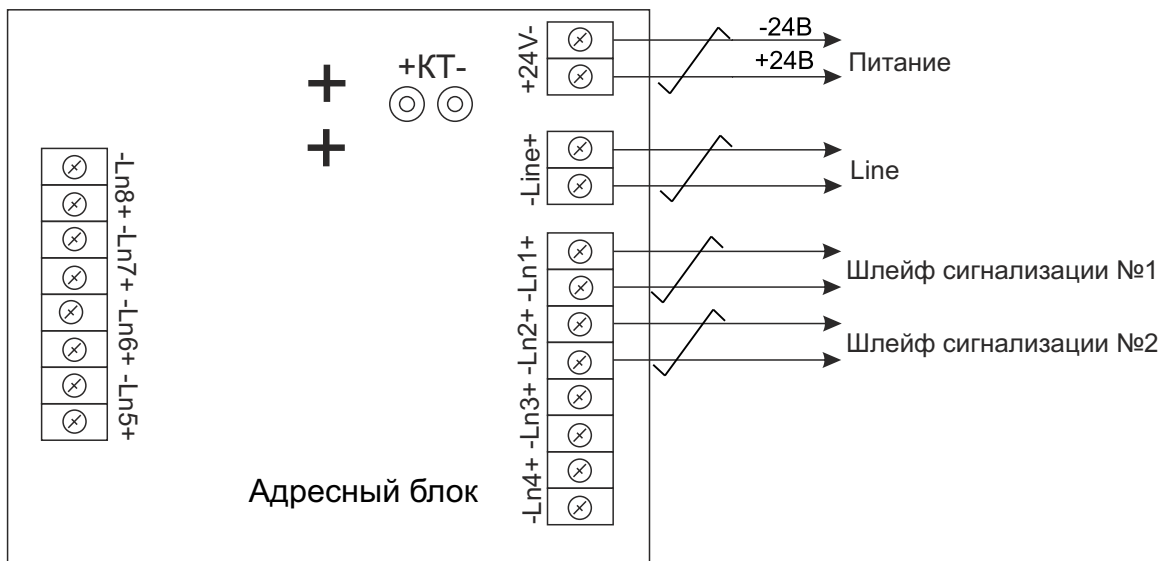 +24V-
-24В
+24В
Питание
+КТ-
-Line+
Line
-Ln8+ -Ln7+ -Ln6+ -Ln5+
-Ln4+ -Ln3+ -Ln2+ -Ln1+
Шлейф сигнализации №1
Шлейф сигнализации №2
Адресный блок